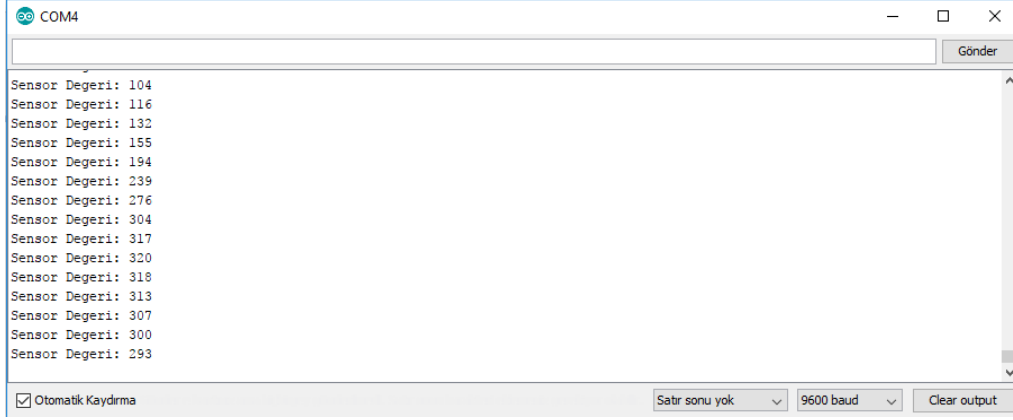 COM4
Gönder
Sensor Degeri: 104
Sensor Degeri: 116
Sensor Degeri: 132
Sensor Degeri: 155
Sensor Degeri: 194
Sensor Degeri: 239
Sensor Degeri: 276
Sensor Degeri: 304
Sensor Degeri: 317
Sensor Degeri: 320
Sensor Degeri: 318
Sensor Degeri: 313
Sensor Degeri: 307
Sensor Degeri: 300
Sensor Degeri: 293
Otomatik Kaydırma Satır sonu yok 9600 baud Clear output